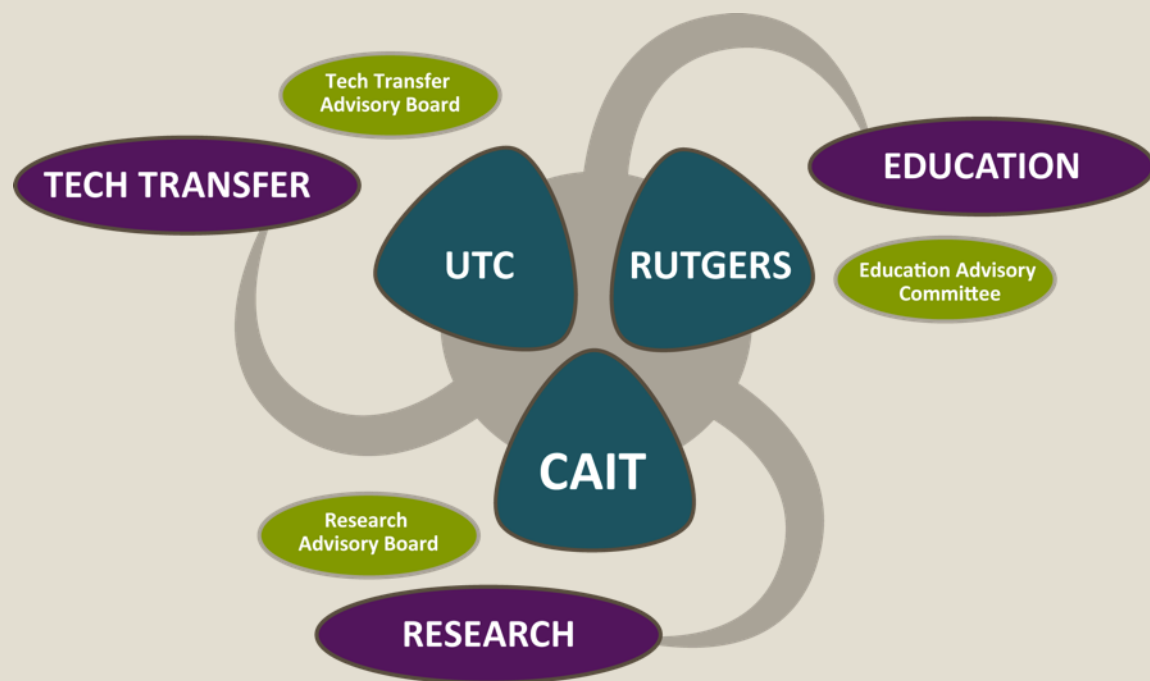 Tech Transfer
Advisory Board
TECH TRANSFER
EDUCATION
UTC
RUTGERS
Education Advisory
Committee
CAIT
Research
Advisory Board
RESEARCH